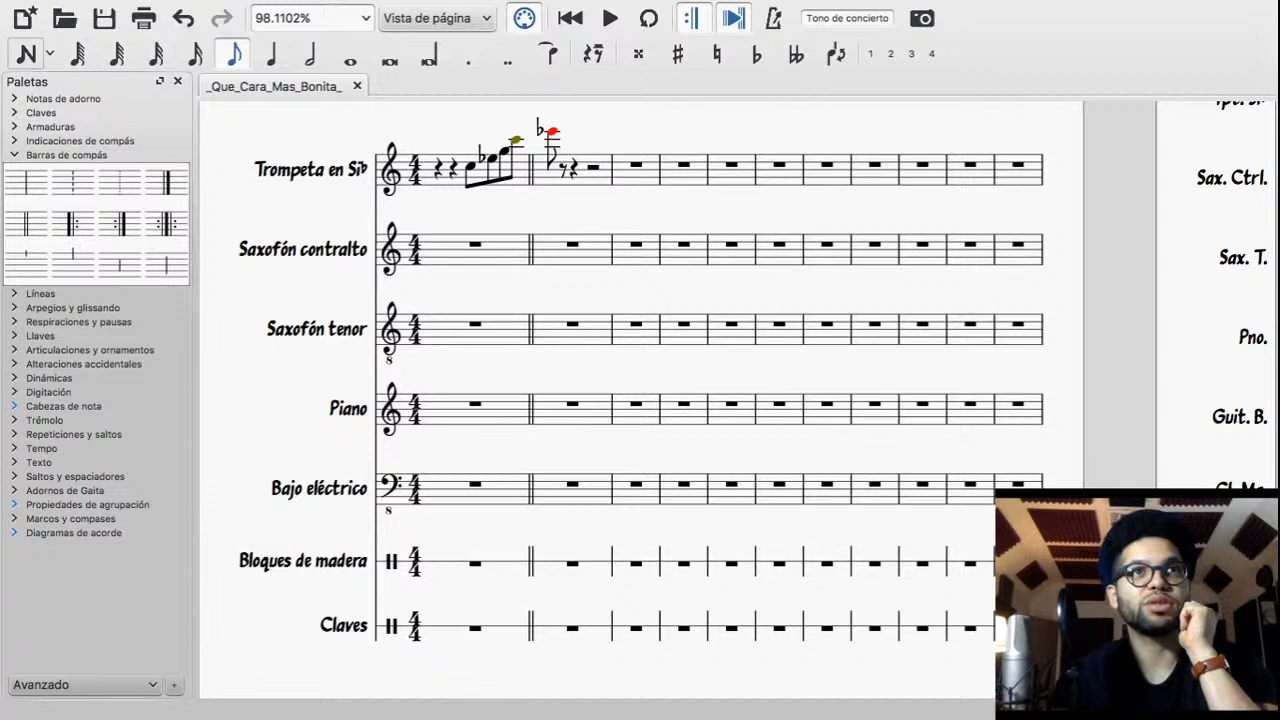 98.1102%
Vista de página
Tono de concierto
1 2 3 4
Paletas
_Que_Cara_Mas_Bonita_
Notas de adorno
Claves
Armaduras
Indicaciones de compás
Barras de compás
Líneas
Arpegios y glissando
Respiraciones y pausas
Llaves
Articulaciones y ornamentos
Alteraciones accidentales
Dinámicas
Digitación
Cabezas de nota
Trémolo
Repeticiones y saltos
Tempo
Texto
Saltos y espaciadores
Adornos de Gaita
Propiedades de agrupación
Marcos y compases
Diagramas de acorde
Avanzado
Trompeta en Si♭
Saxofón contralto
Saxofón tenor
8
Piano
Bajo eléctrico
8
Bloques de madera
Claves
Sax. Ctrl.
Sax. T.
Pno.
Guit. B.